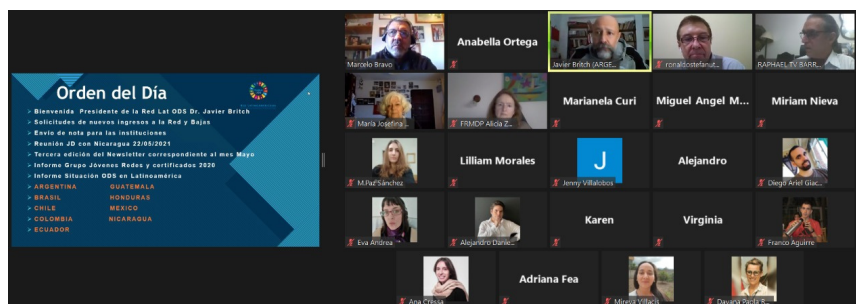 Orden del Día
➢ Bienvenida Presidente de la Red Lat ODS Dr. Javier Britch
➢ Solicitudes de nuevos ingresos a la Red y Bajas
➢ Envio de nota para las instituciones
➢ Reunión JD con Nicaragua 22/05/2021
➢ Tercera edición del Newsletter correspondiente al mes Mayo
➢ Informe Grupo Jóvenes Redes y certificados 2020
➢ Informe Situación ODS en Latinoamérica
➢ ARGENTINA GUATEMALA
➢ BRASIL HONDURAS
➢ CHILE MEXICO
➢ COLOMBIA NICARAGUA
➢ ECUADOR
Marcelo Bravo
Anabella Ortega
Javier Britch (ARGE...
ronaldostefanut...
RAPHAEL TV BARR...
María Josefina ...
FRMDP Alicia Z...
Marianela Curi
Miguel Angel M...
Miriam Nieva
M.Paz Sánchez
Lilliam Morales
J
Jenny Villalobos
Alejandro
Diego Ariel Giac...
Eva Andrea
Alejandro Danie...
Karen
Virginia
Franco Aguirre
Ana Cressa
Adriana Fea
Mireya Villacis
Dayana Paola R...